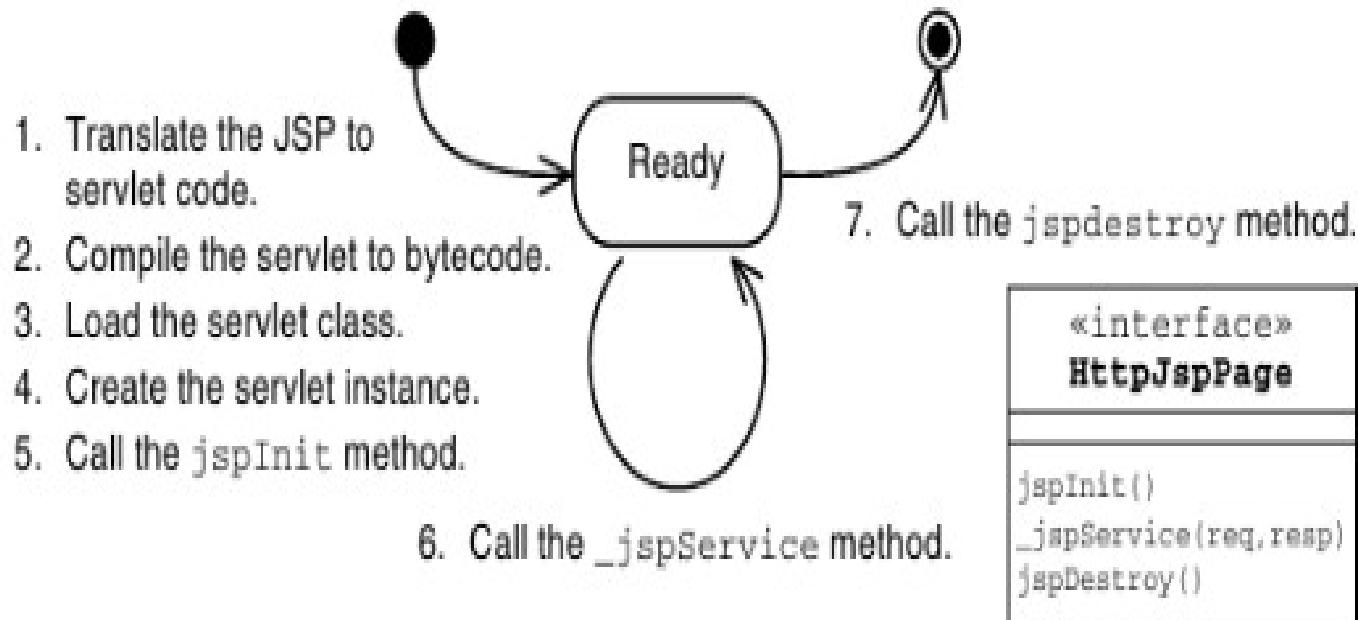 1. Translate the JSP to
servlet code.
2. Compile the servlet to bytecode.
3. Load the servlet class.
4. Create the servlet instance.
5. Call the jspInit method.
Ready
6. Call the _jspService method.
7. Call the jspdestroy method.
«interface»
HttpJspPage
jspInit()
_jspService(req,resp)
jspDestroy()